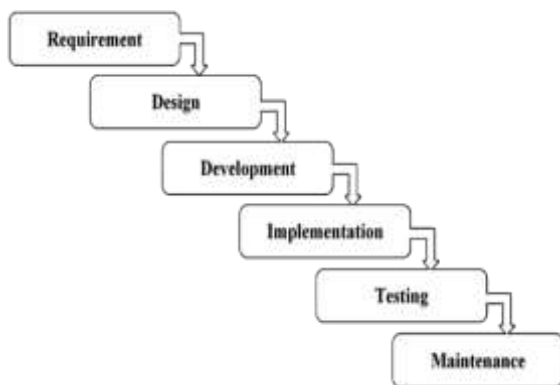 Requirement
Design
Development
Implementation
Testing
Maintenance